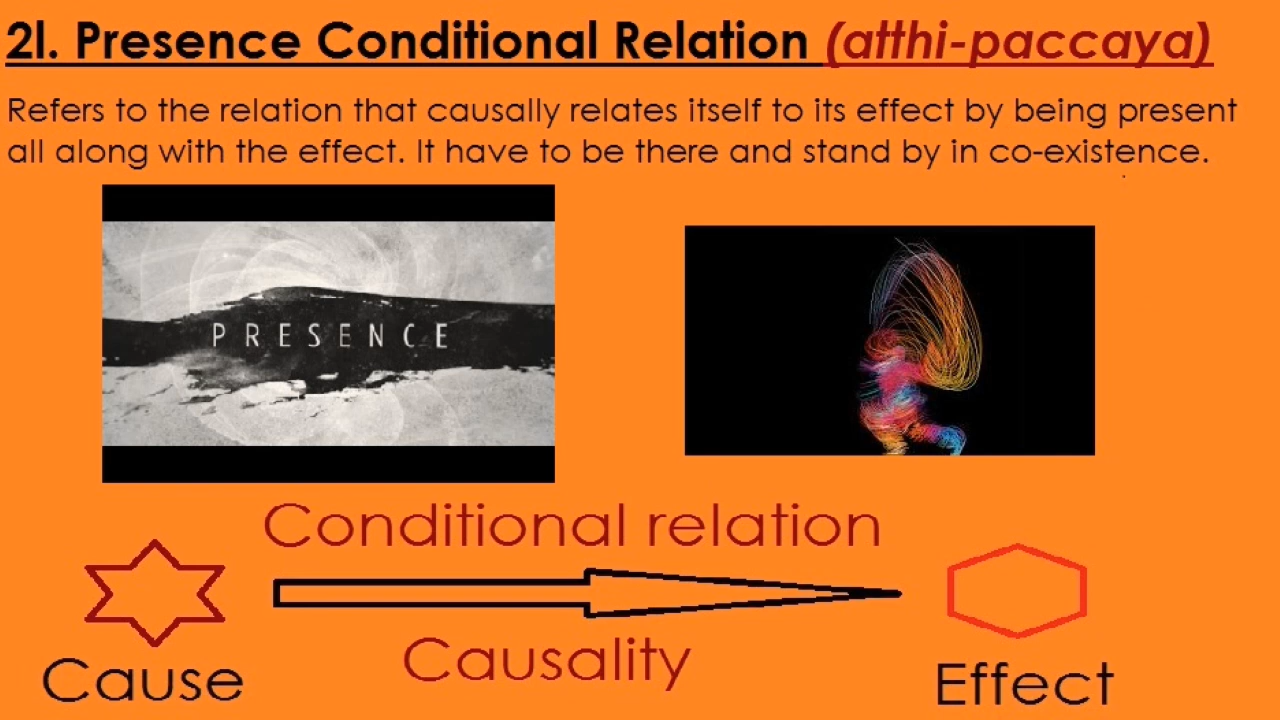 2l. Presence Conditional Relation (atthi-paccaya)
Refers to the relation that causally relates itself to its effect by being present
all along with the effect. It have to be there and stand by in co-existence.
PRESENCE
Conditional relation
Causality
Cause
Effect